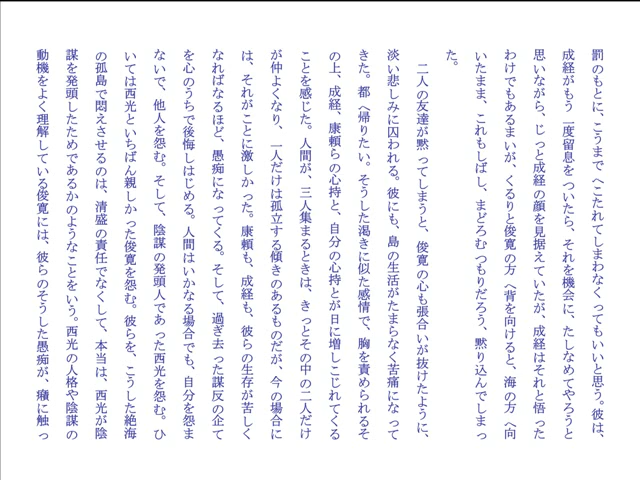 罰のもとに、こうまでへこたれてしまわなくってもいいと思う。彼は、
成経がもう一度留息をついたら、それを機会に、たしなめてやろうと
思いながら、じっと成経の顔を見据えていたが、成経はそれと悟った
わけでもあるまいが、くるりと俊寛の方へ背を向けると、海の方へ向
いたまま、これもしばし、まどろむつもりだろう、黙り込んでしまっ
た。
二人の友達が黙ってしまうと、俊寛の心も張合いが抜けたように、
淡い悲しみに囚われる。彼にも、島の生活がたまらなく苦痛になって
きた。都へ帰りたい。そうした渇きに似た感情で、胸を責められるそ
の上、成経、康頼らの心持と、自分の心持とが日に増しこじれてくる
ことを感じた。人間が、三人集まるときは、きっとその中の二人だけ
が仲よくなり、一人だけは孤立する傾きのあるものだが、今の場合に
は、それがことに激しかった。康頼も、成経も、彼らの生存が苦しく
なればなるほど、愚痴になってくる。そして、過ぎ去った謀反の企て
を心のうちで後悔しはじめる。人間はいかなる場合でも、自分を怨ま
ないで、他人を怨む。そして、陰謀の発頭人であった西光を怨む。ひ
いては西光といちばん親しかった俊寛を怨む。彼らを、こうした絶海
の孤島で悶えさせるのは、清盛の責任でなくして、本当は、西光が陰
謀を発頭したためであるかのようなことをいう。西光の人格や陰謀の
動機をよく理解している俊寛には、彼らのそうした愚痴が、癪に触っ